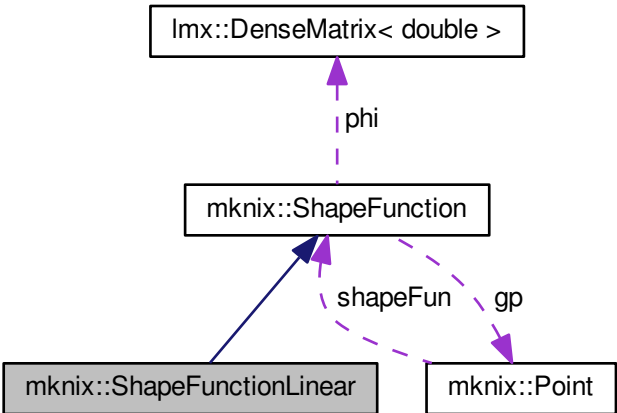 lmx::DenseMatrix< double >
phi
mknix::ShapeFunction
shapeFun
gp
mknix::ShapeFunctionLinear
mknix::Point